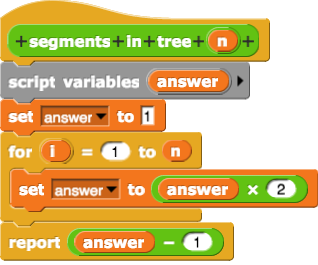 +segments+in+tree+n+
script variables answer
set answer to 1
for i = 1 to n
set answer to answer × 2
report answer - 1